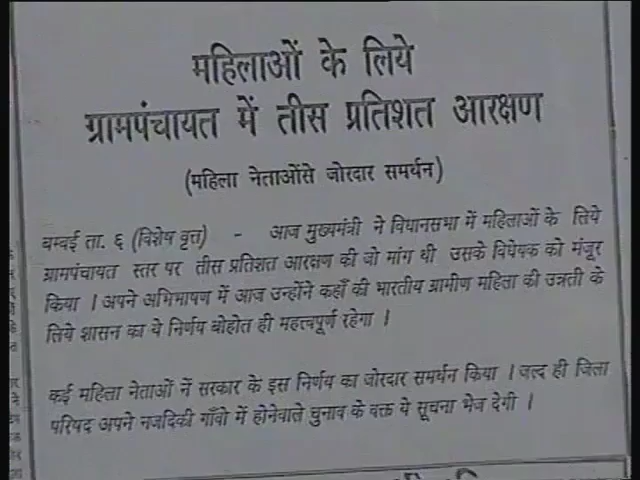 महिलाओं के लिये
ग्रामपंचायत में तीस प्रतिशत आरक्षण
(महिला नेताओंसे जोरदार समर्थन)
बम्बई ता. ६ (विशेष वृत्त) - आज मुख्यमंत्री ने विधानसभा में महिलाओं के लिये
ग्रामपंचायत स्तर पर तीस प्रतिशत आरक्षण की जो मांग थी उसके विधेयक को मंजूर
किया । अपने अभिभाषण में आज उन्होंने कहाँ की भारतीय ग्रामीण महिला की उन्नती के
लिये शासन का ये निर्णय बोहोत ही महत्त्वपूर्ण रहेगा ।
कई महिला नेताओं नें सरकार के इस निर्णय का जोरदार समर्थन किया । जल्द ही जिला
परिषद अपने नजदिकी गाँवो में होनेवाले चुनाव के वक्त ये सूचना भेज देगी ।